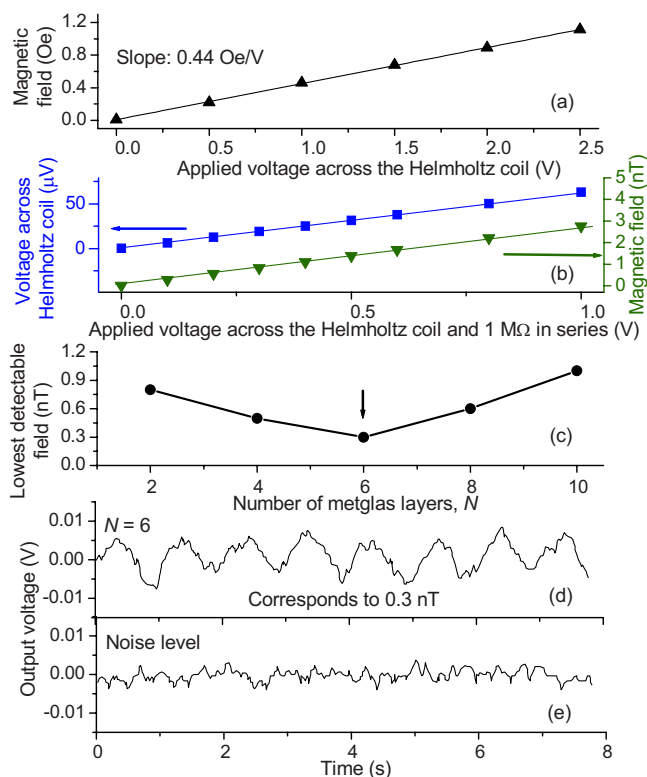 Magnetic
field (Oe)
1.2
0.8
0.4
0.0
Slope: 0.44 Oe/V
(a)
0.0 0.5 1.0 1.5 2.0 2.5
Applied voltage across the Helmholtz coil (V)
Voltage across
Helmholtz coil (μV)
50
0
5
4
3
2
1
0
Magnetic field (nT)
(b)
0.0 0.5 1.0
Applied voltage across the Helmholtz coil and 1 MΩ in series (V)
Lowest detectable
field (nT)
1.2
0.9
0.6
0.3
0.0
(c)
2 4 6 8 10
Number of metglas layers, N
Output voltage (V)
0.01
0.00
-0.01
N = 6
Corresponds to 0.3 nT
(d)
0.01
0.00
-0.01
Noise level
(e)
0 2 4 6 8
Time (s)